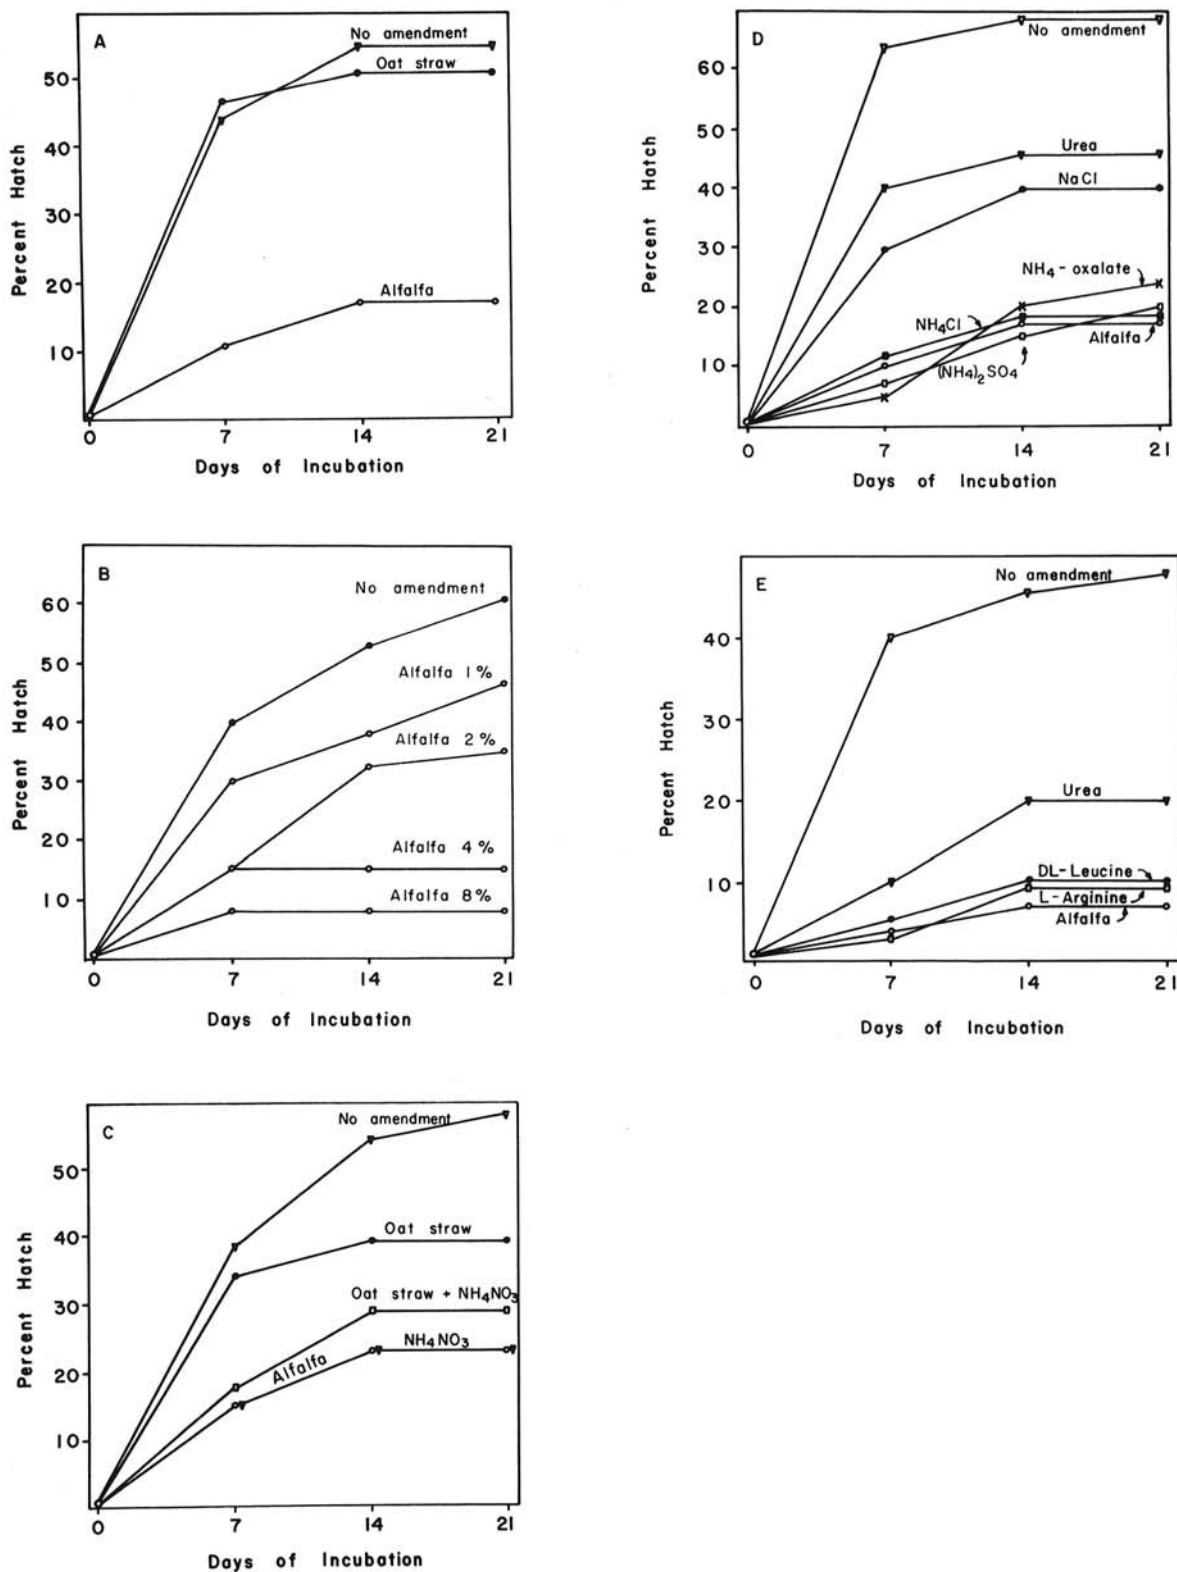 A
No amendment
Oat straw
Alfalfa
50
40
30
20
10
Percent Hatch
0 7 14 21
Days of Incubation
B
No amendment
Alfalfa 1%
Alfalfa 2%
Alfalfa 4%
Alfalfa 8%
60
50
40
30
20
10
Percent Hatch
0 7 14 21
Days of Incubation
C
No amendment
Oat straw
Oat straw + NH4NO3
NH4NO3
Alfalfa
50
40
30
20
10
Percent Hatch
0 7 14 21
Days of Incubation
D
No amendment
Urea
NaCl
NH4-oxalate
NH4Cl
Alfalfa
(NH4)2SO4
60
50
40
30
20
10
Percent Hatch
0 7 14 21
Days of Incubation
E
No amendment
Urea
DL-Leucine
L-Arginine
Alfalfa
40
30
20
10
Percent Hatch
0 7 14 21
Days of Incubation